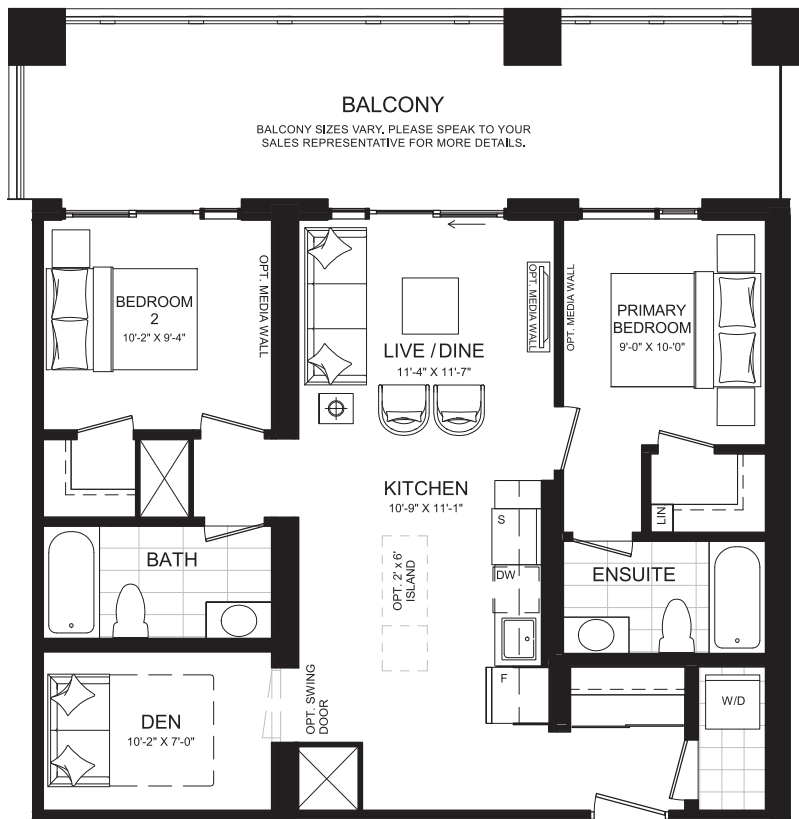 BALCONY
BALCONY SIZES VARY. PLEASE SPEAK TO YOUR
SALES REPRESENTATIVE FOR MORE DETAILS.
BEDROOM
2
10'-2" X 9'-4"
OPT. MEDIA WALL
LIVE / DINE
11'-4" X 11'-7"
OPT. MEDIA WALL
OPT. MEDIA WALL
PRIMARY
BEDROOM
9'-0" X 10-'0"
KITCHEN
10'-9" X 11'-1"
S
LIN
BATH
OPT. 2' x 6'
ISLAND
DW
ENSUITE
F
OPT. SWING
DOOR
DEN
10'-2" X 7'-0"
W/D